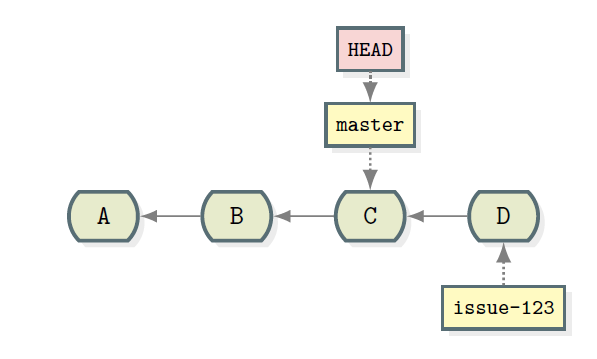 HEAD
master
A B C D
issue-123